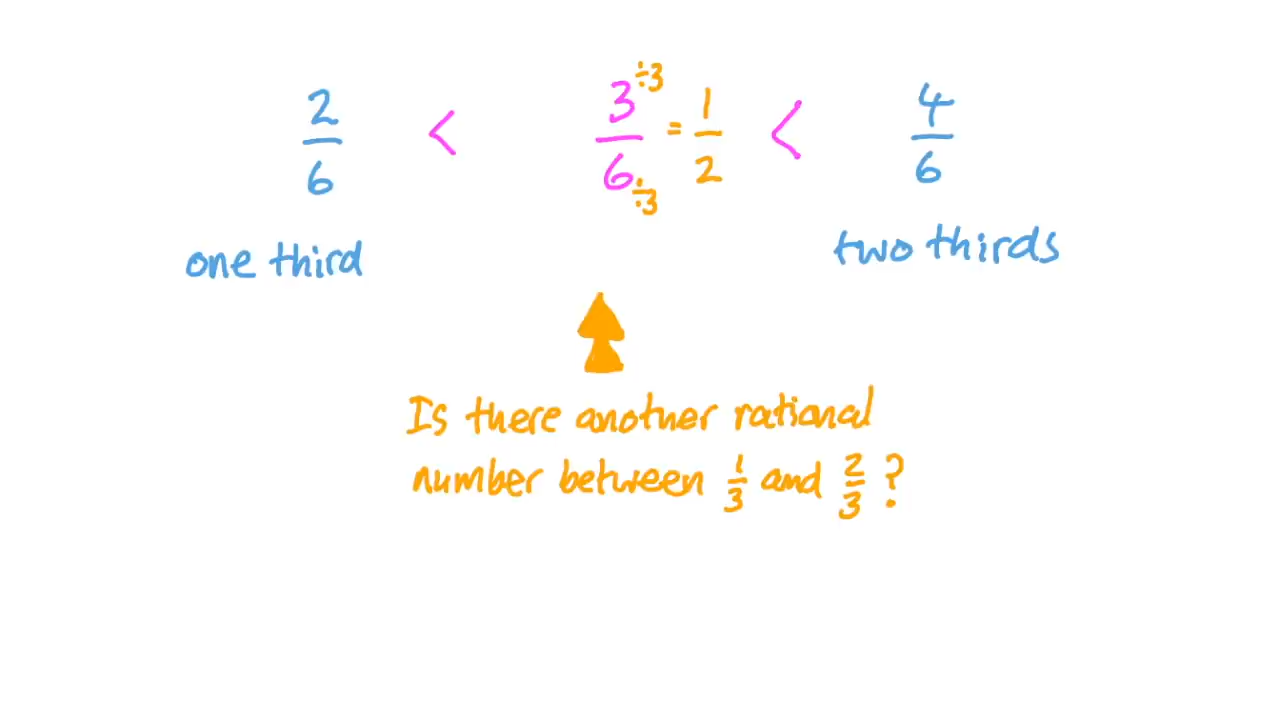 2/6 < 3÷3/6÷3 = 1/2 < 4/6
one third
two thirds
Is there another rational
number between 1/3 and 2/3 ?